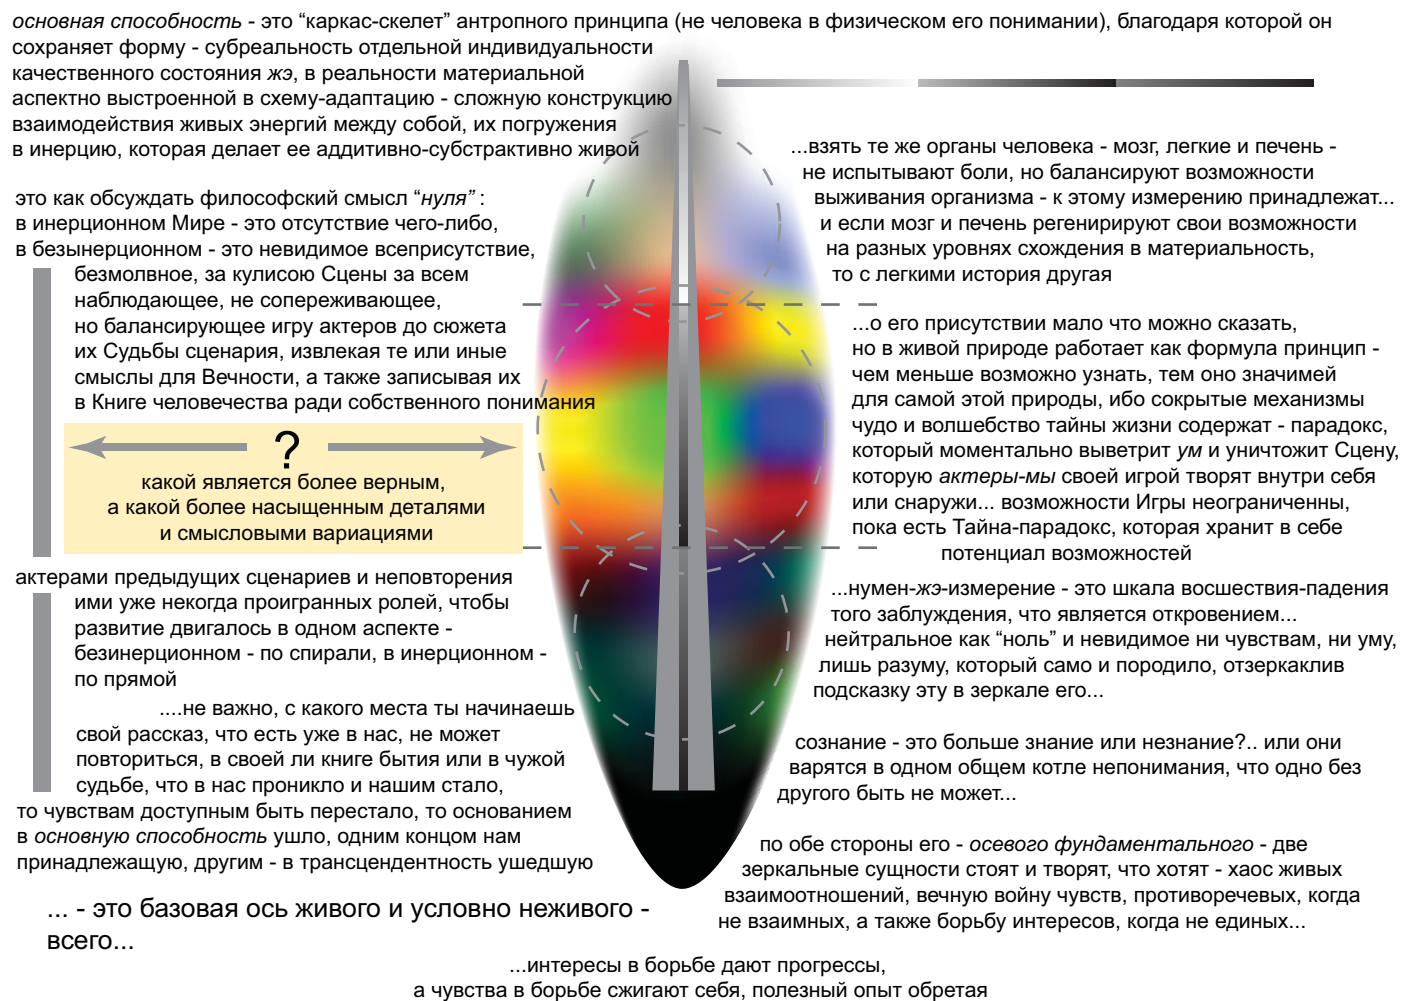 основная способность - это “каркас-скелет” антропного принципа (не человека в физическом его понимании), благодаря которой он
сохраняет форму - субреальность отдельной индивидуальности
качественного состояния жэ, в реальности материальной
аспектно выстроенной в схему-адаптацию - сложную конструкцию
взаимодействия живых энергий между собой, их погружения
в инерцию, которая делает ее аддитивно-субстрактивно живой
это как обсуждать философский смысл “нуля” :
в инерционном Мире - это отсутствие чего-либо,
в безынерционном - это невидимое всеприсутствие,
безмолвное, за кулисою Сцены за всем
наблюдающее, не сопереживающее,
но балансирующее игру актеров до сюжета
их Судьбы сценария, извлекая те или иные
смыслы для Вечности, а также записывая их
в Книге человечества ради собственного понимания
?
какой является более верным,
а какой более насыщенным деталями
и смысловыми вариациями
актерами предыдущих сценариев и неповторения
ими уже некогда проигранных ролей, чтобы
развитие двигалось в одном аспекте -
безинерционном - по спирали, в инерционном -
по прямой
....не важно, с какого места ты начинаешь
свой рассказ, что есть уже в нас, не может
повториться, в своей ли книге бытия или в чужой
судьбе, что в нас проникло и нашим стало,
то чувствам доступным быть перестало, то основанием
в основную способность ушло, одним концом нам
принадлежащую, другим - в трансцендентность ушедшую
... - это базовая ось живого и условно неживого -
всего...
...взять те же органы человека - мозг, легкие и печень -
не испытывают боли, но балансируют возможности
выживания организма - к этому измерению принадлежат...
и если мозг и печень регенирируют свои возможности
на разных уровнях схождения в материальность,
то с легкими история другая
...о его присутствии мало что можно сказать,
но в живой природе работает как формула принцип -
чем меньше возможно узнать, тем оно значимей
для самой этой природы, ибо сокрытые механизмы
чудо и волшебство тайны жизни содержат - парадокс,
который моментально выветрит ум и уничтожит Сцену,
которую актеры-мы своей игрой творят внутри себя
или снаружи... возможности Игры неограниченны,
пока есть Тайна-парадокс, которая хранит в себе
потенциал возможностей
...нумен-жэ-измерение - это шкала восшествия-падения
того заблуждения, что является откровением...
нейтральное как “ноль” и невидимое ни чувствам, ни уму,
лишь разуму, который само и породило, отзеркаклив
подсказку эту в зеркале его...
сознание - это больше знание или незнание?.. или они
варятся в одном общем котле непонимания, что одно без
другого быть не может...
по обе стороны его - осевого фундаментального - две
зеркальные сущности стоят и творят, что хотят - хаос живых
взаимоотношений, вечную войну чувств, противоречевых, когда
не взаимных, а также борьбу интересов, когда не единых...
...интересы в борьбе дают прогрессы,
а чувства в борьбе сжигают себя, полезный опыт обретая